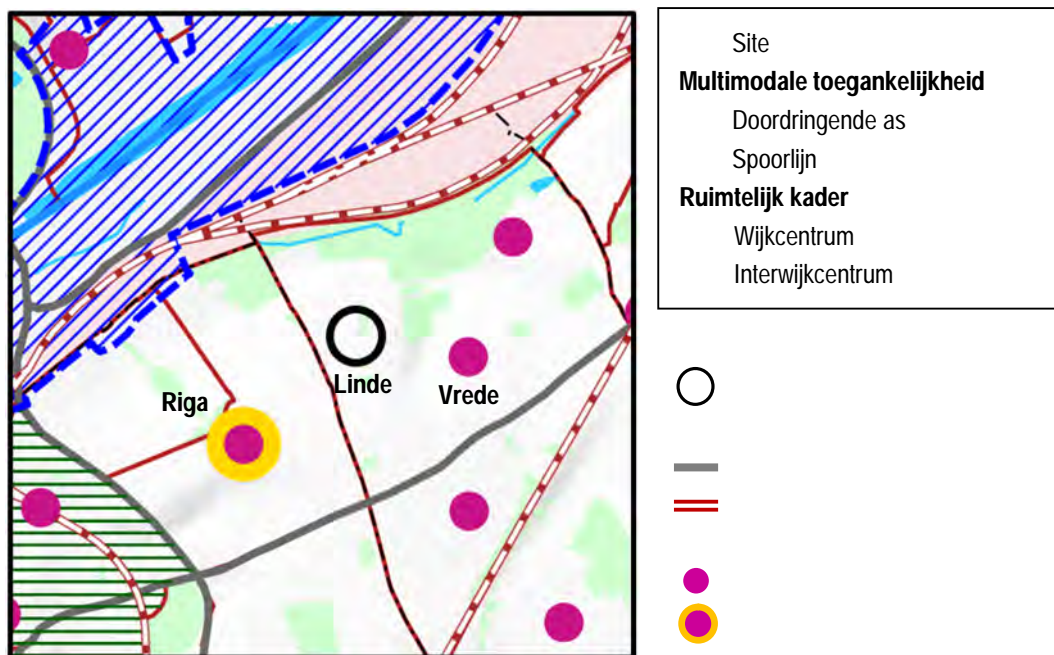 Site
Multimodale toegankelijkheid
Doordringende as
Spoorlijn
Ruimtelijk kader
Wijkcentrum
Interwijkcentrum
Linde
Vrede
Riga